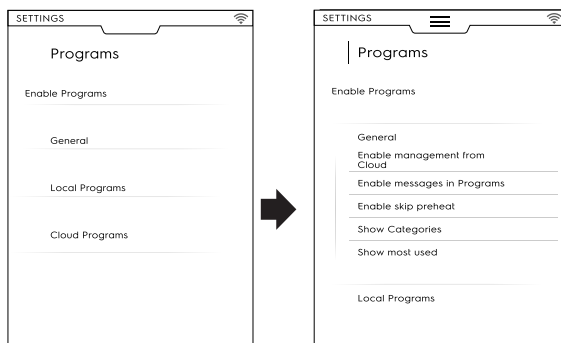 SETTINGS
Programs
Enable Programs
General
Local Programs
Cloud Programs
SETTINGS
Programs
Enable Programs
General
Enable management from
Cloud
Enable messages in Programs
Enable skip preheat
Show Categories
Show most used
Local Programs